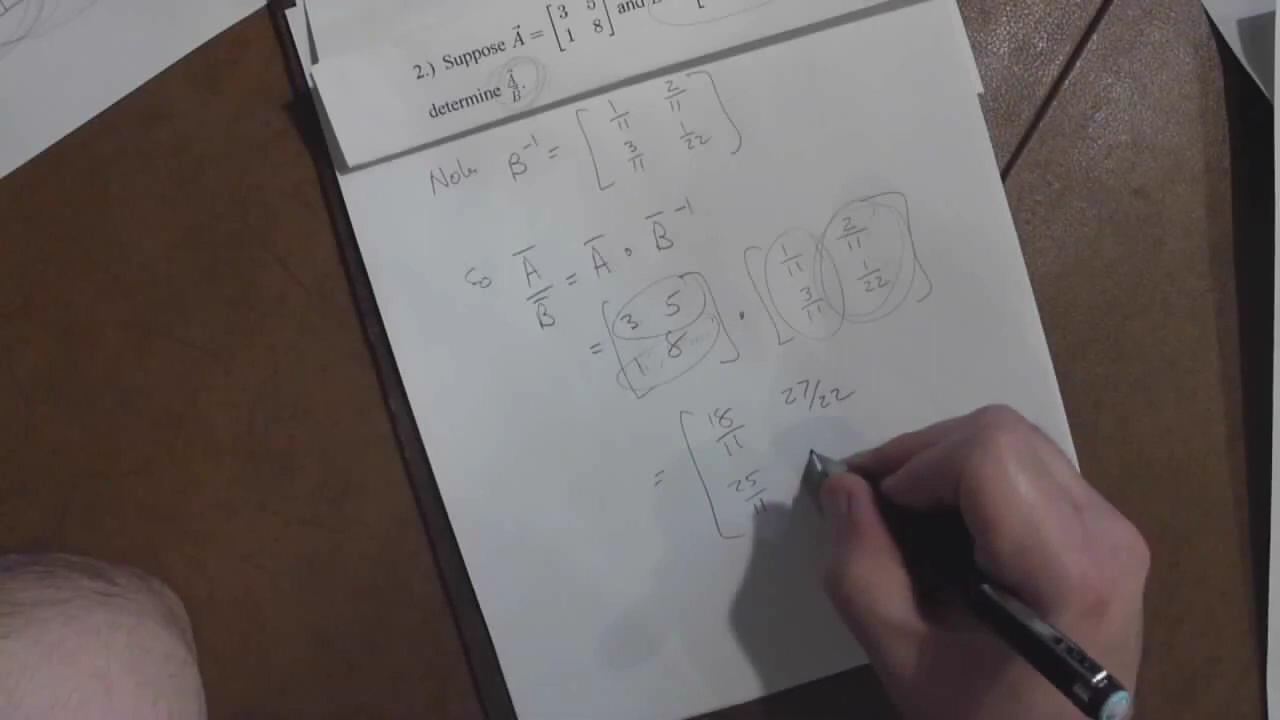 2.) Suppose A⃗ = [3 5; 1 8] and
determine A⃗/B⃗.
Note B⁻¹ = [1/11 2/11; 3/11 1/22]
So A̅/B̅ = A̅ · B̅⁻¹
= [3 5; 1 8] · [1/11 2/11; 3/11 1/22]
= [18/11 27/22; 25/11